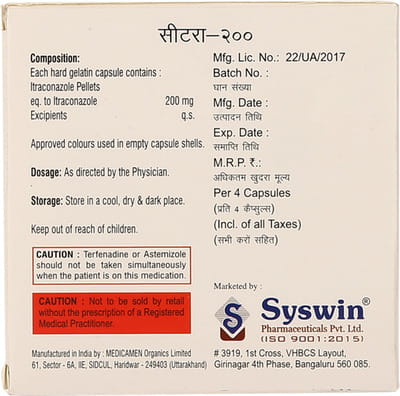 सीटरा–२००
Composition:
Each hard gelatin capsule contains :
Itraconazole Pellets
eq. to Itraconazole 200 mg
Excipients q.s.
Approved colours used in empty capsule shells.
Dosage: As directed by the Physician.
Storage: Store in a cool, dry & dark place.
Keep out of reach of children.
CAUTION : Terfenadine or Astemizole
should not be taken simultaneously
when the patient is on this medication.
CAUTION : Not to be sold by retail
without the prescription of a Registered
Medical Practitioner.
Manufactured in India by : MEDICAMEN Organics Limited
61, Sector - 6A, IIE, SIDCUL, Haridwar - 249403 (Uttarakhand)
Mfg. Lic. No.: 22/UA/2017
Batch No. :
घान संख्या
Mfg. Date :
उत्पादन तिथि
Exp. Date :
समाप्ति तिथि
M.R.P. ₹.:
अधिकतम खुदरा मूल्य
Per 4 Capsules
(प्रति 4 कैप्सुल्स)
(Incl. of all Taxes)
(सभी करों सहित)
Marketed by :
S
Syswin®
Pharmaceuticals Pvt. Ltd.
(ISO 9001:2015)
# 3919, 1st Cross, VHBCS Layout,
Girinagar 4th Phase, Bangaluru 560 085.